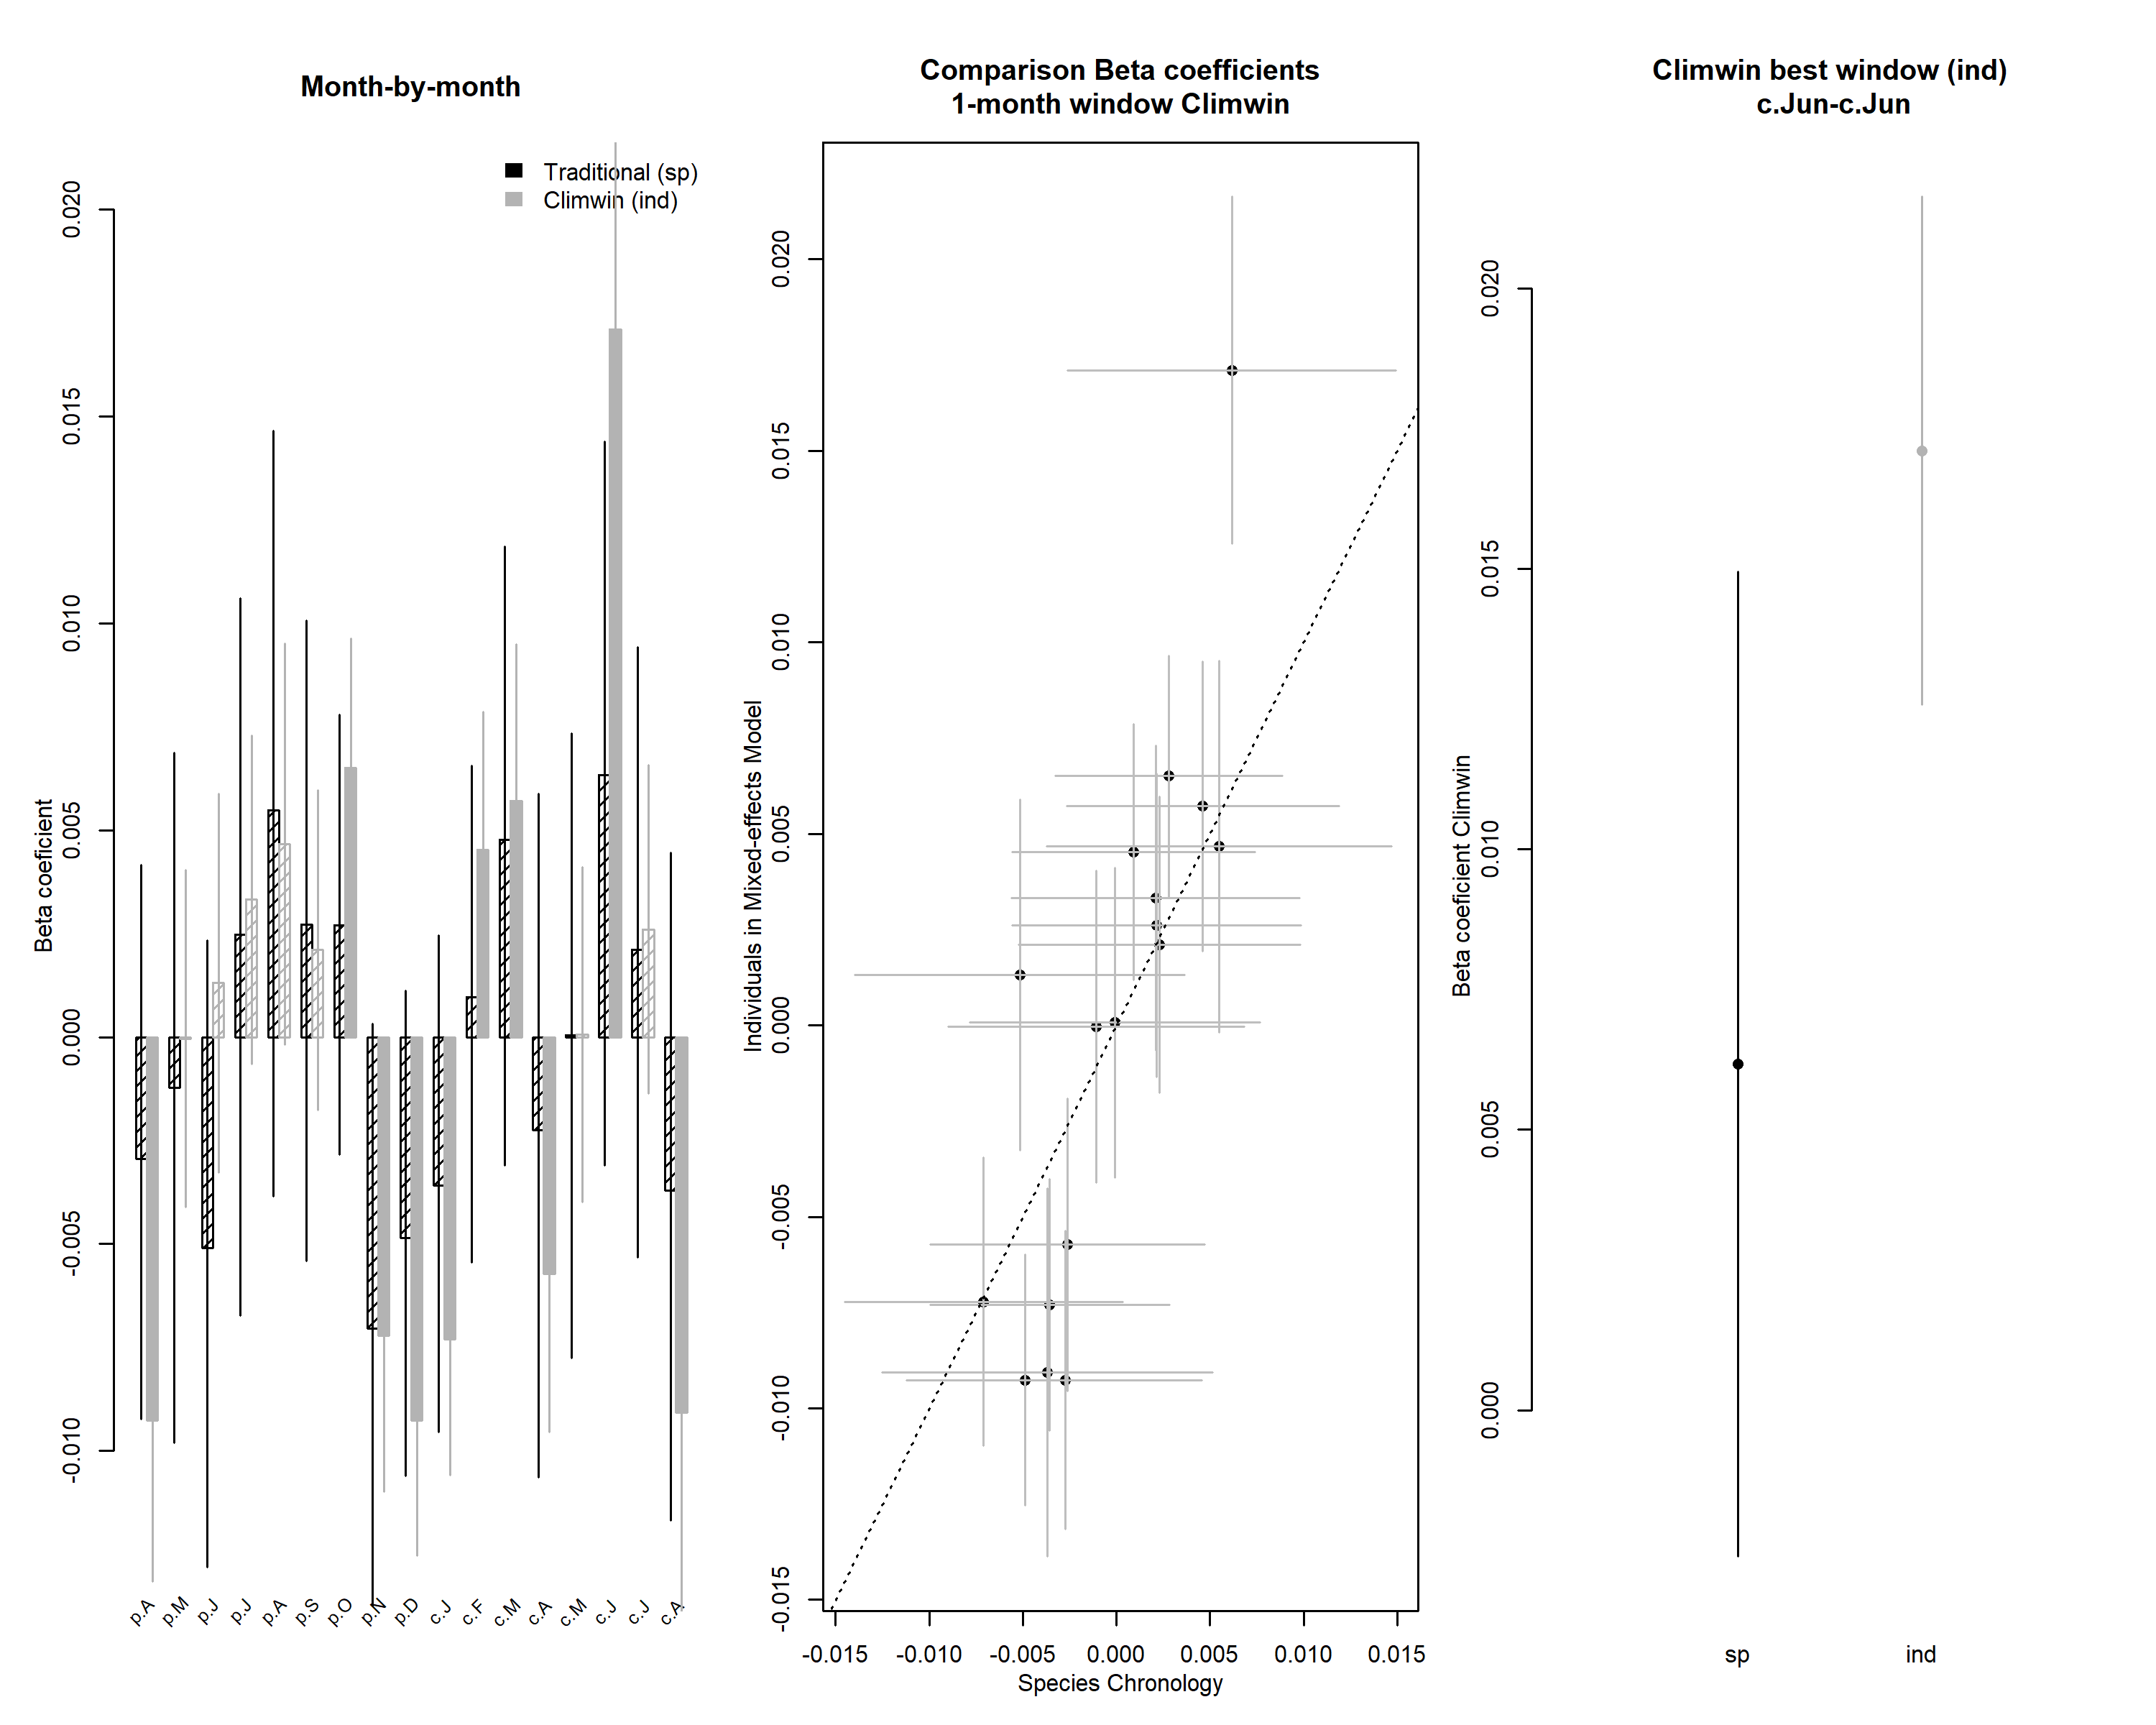 Month-by-month
Traditional (sp)
Climwin (ind)
Beta coeficient
0.020
0.015
0.010
0.005
0.000
-0.005
-0.010
p.A
p.M
p.J
p.J
p.A
p.S
p.O
p.N
p.D
c.J
c.F
c.M
c.A
c.M
c.J
c.J
c.A
Comparison Beta coefficients
1-month window Climwin
Individuals in Mixed-effects Model
0.020
0.015
0.010
0.005
0.000
-0.005
-0.010
-0.015
-0.015
-0.010
-0.005
0.000
0.005
0.010
0.015
Species Chronology
Climwin best window (ind)
c.Jun-c.Jun
Beta coefficient Climwin
0.020
0.015
0.010
0.005
0.000
sp
ind